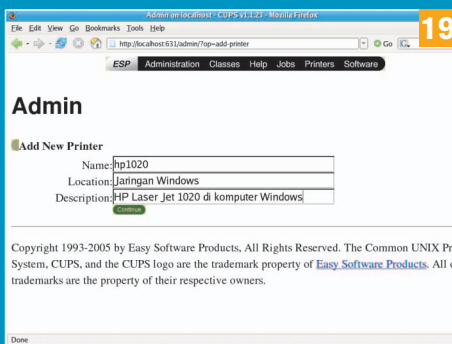 Admin on localhost - CUPS v1.1.23 - Mozilla Firefox
19
File Edit View Go Bookmarks Tools Help
http://localhost:631/admin/?op=add-printer
Go
ESP Administration Classes Help Jobs Printers Software
Admin
Add New Printer
Name: hp1020
Location: Jaringan Windows
Description: HP Laser Jet 1020 di komputer Windows
Continue
Copyright 1993-2005 by Easy Software Products, All Rights Reserved. The Common UNIX Pr
System, CUPS, and the CUPS logo are the trademark property of Easy Software Products. All o
trademarks are the property of their respective owners.
Done